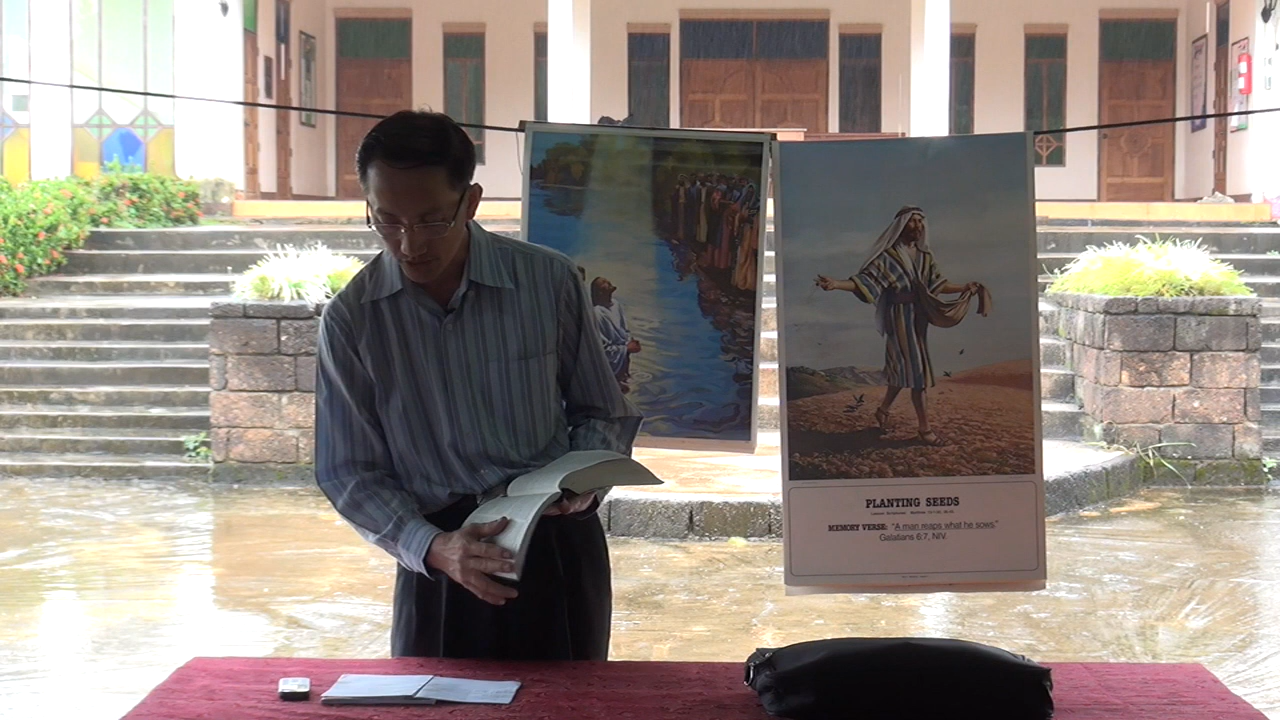 PLANTING SEEDS
MEMORY VERSE: "A man reaps what he sows."
Galatians 6:7, NIV.